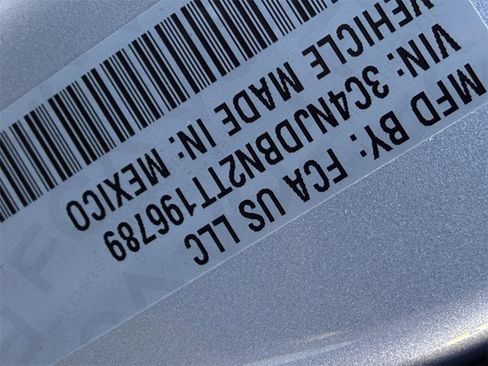 MFD BY: FCA US LLC
VIN: 3C4NJDBN2TT196789
VEHICLE MADE IN: MEXICO